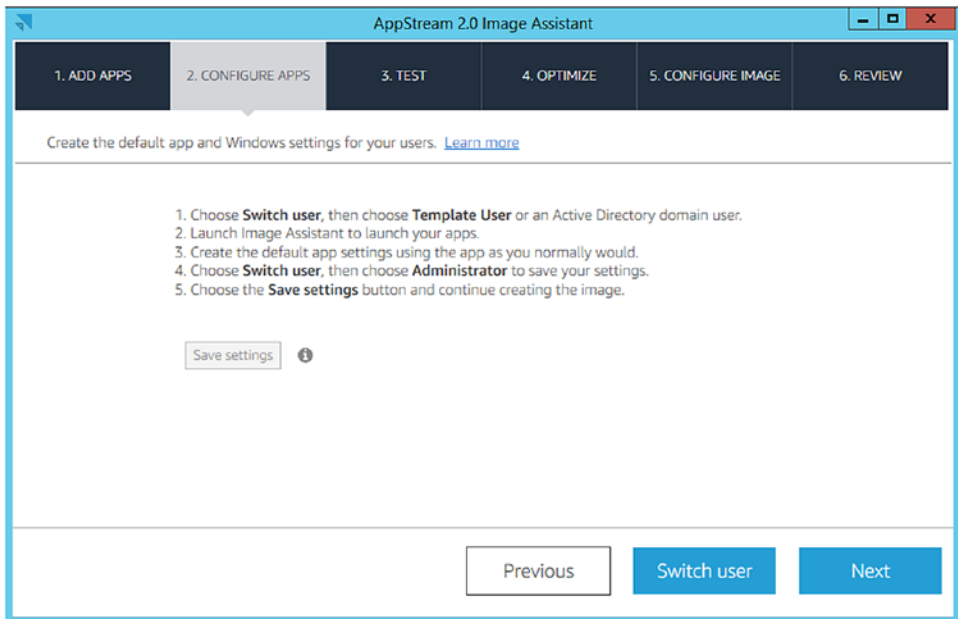 AppStream 2.0 Image Assistant
1. ADD APPS
2. CONFIGURE APPS
3. TEST
4. OPTIMIZE
5. CONFIGURE IMAGE
6. REVIEW
Create the default app and Windows settings for your users. Learn more
1. Choose Switch user, then choose Template User or an Active Directory domain user.
2. Launch Image Assistant to launch your apps.
3. Create the default app settings using the app as you normally would.
4. Choose Switch user, then choose Administrator to save your settings.
5. Choose the Save settings button and continue creating the image.
Save settings
Previous
Switch user
Next